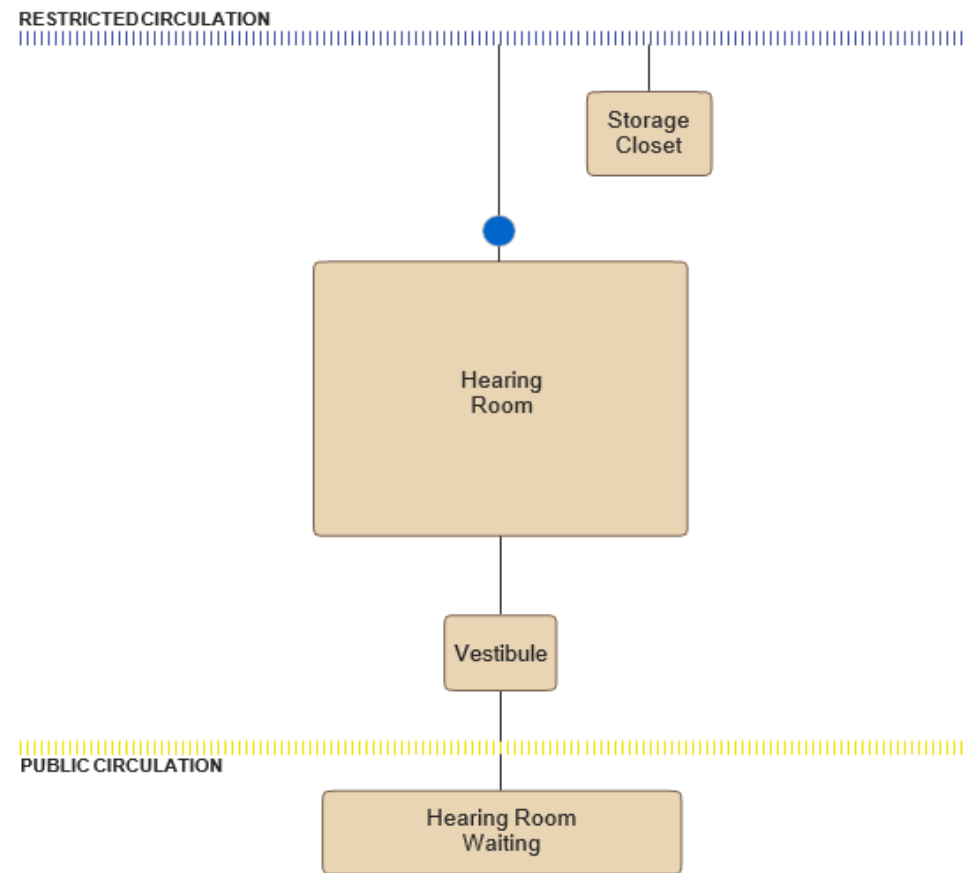 RESTRICTED CIRCULATION
Storage
Closet
Hearing
Room
Vestibule
PUBLIC CIRCULATION
Hearing Room
Waiting